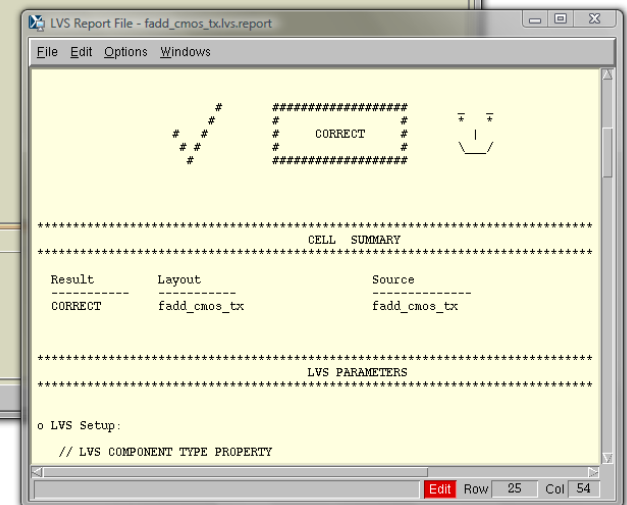 LVS Report File - fadd_cmos_tx.lvs.report
File Edit Options Windows
#         ###################     _   _
#          #                 #     *   *
#   #          #     CORRECT     #       |
# #           #                 #     \___/
#            ###################
******************************************************************************
CELL SUMMARY
******************************************************************************
Result Layout Source
----------- ----------- --------------
CORRECT fadd_cmos_tx fadd_cmos_tx
******************************************************************************
LVS PARAMETERS
******************************************************************************
o LVS Setup:
// LVS COMPONENT TYPE PROPERTY
Edit Row 25 Col 54